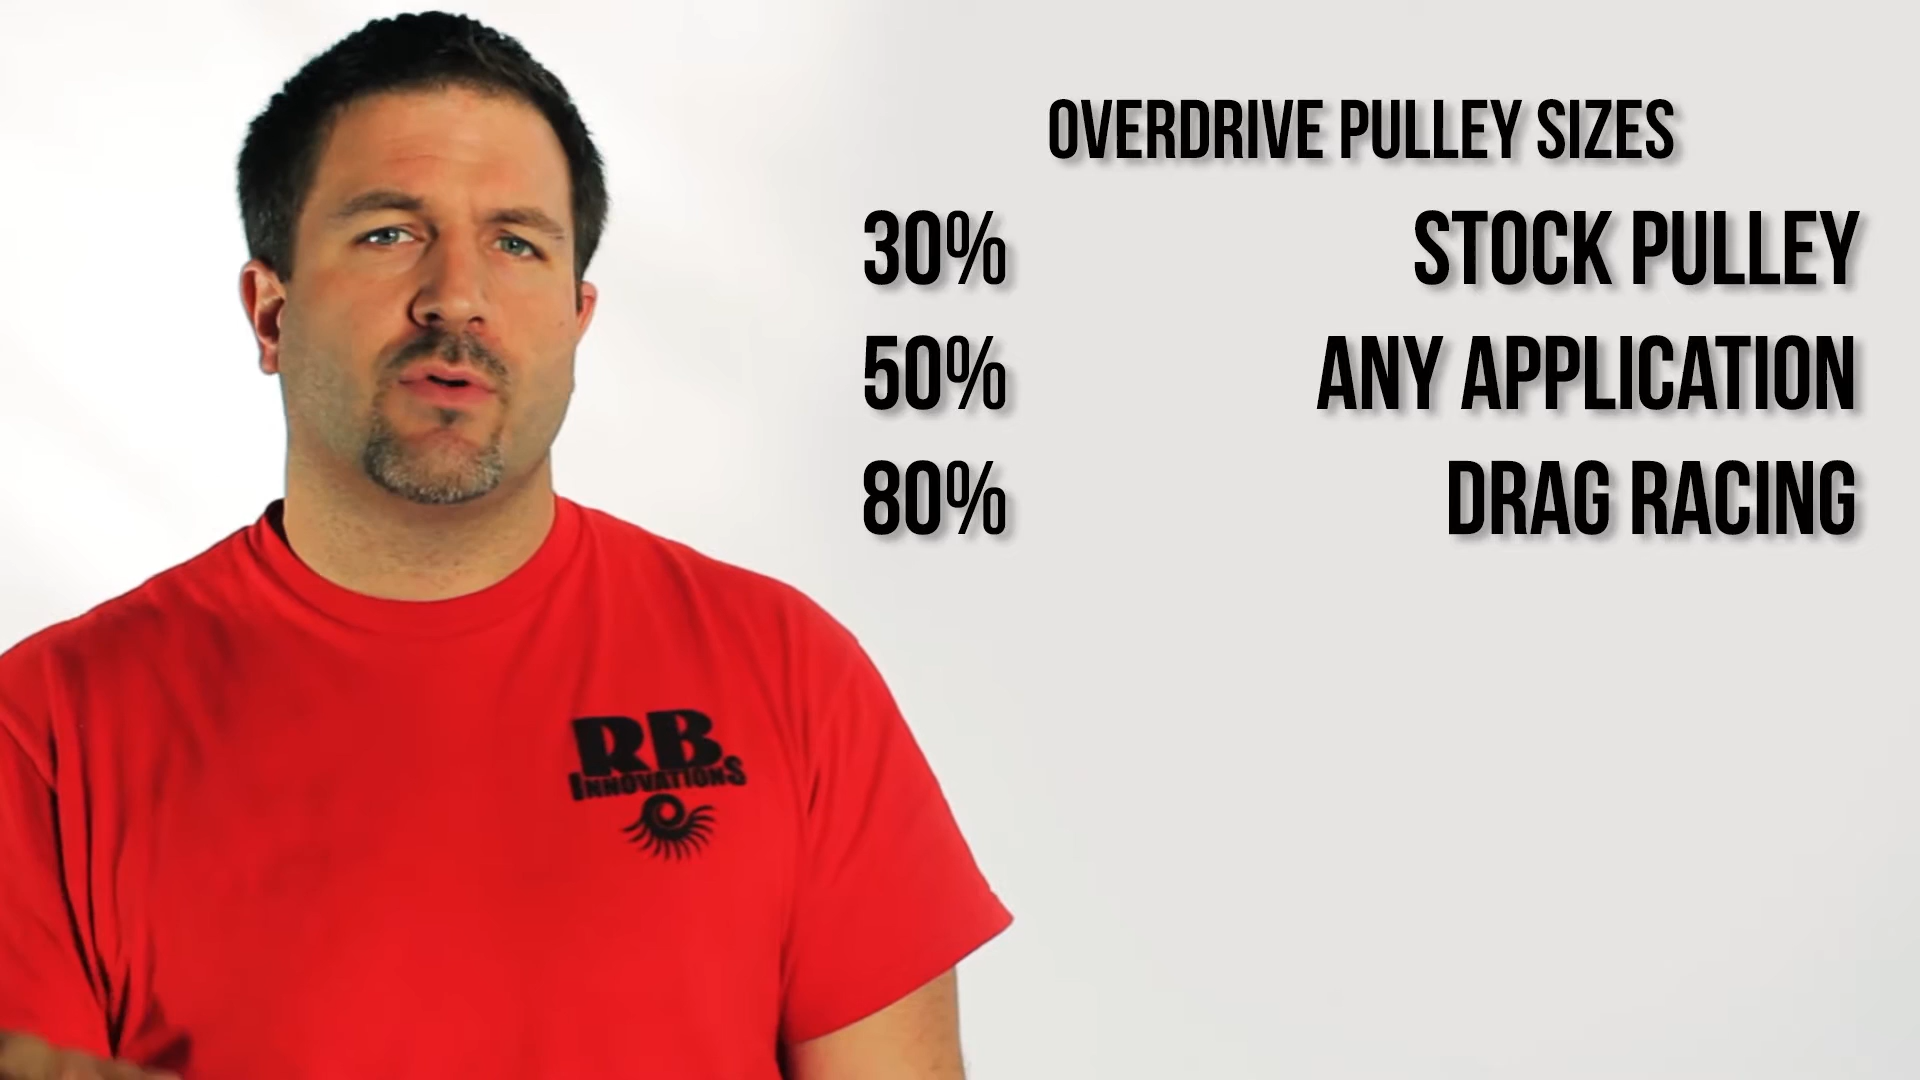 OVERDRIVE PULLEY SIZES
30% STOCK PULLEY
50% ANY APPLICATION
80% DRAG RACING
RB
INNOVATIONS